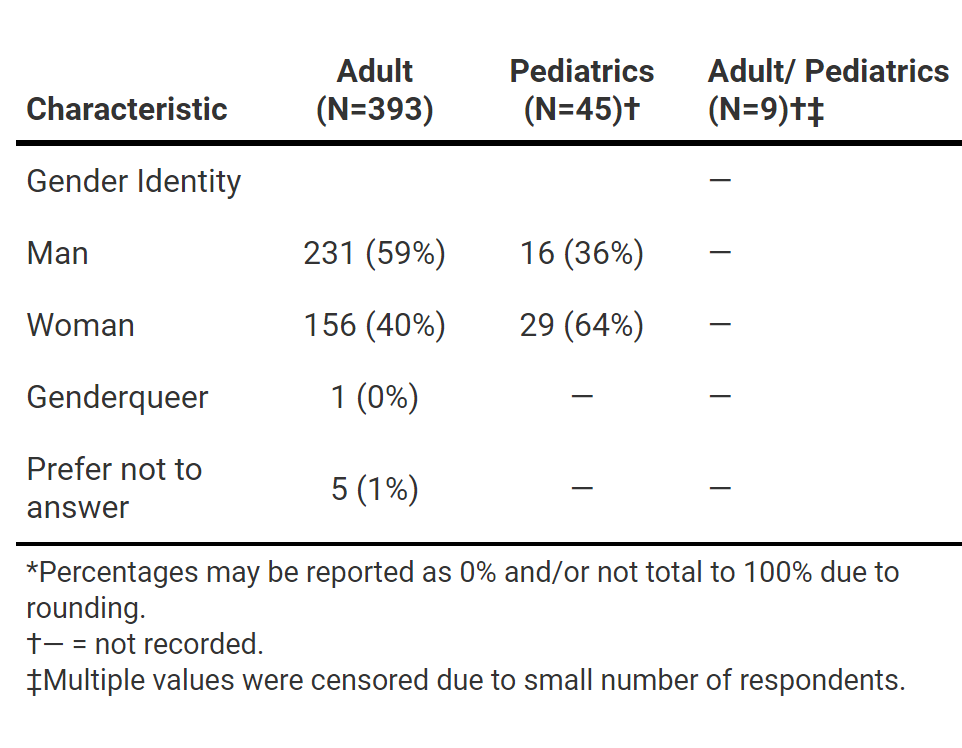 Characteristic Adult (N=393) Pediatrics (N=45)† Adult/ Pediatrics (N=9)†‡
Gender Identity —
Man 231 (59%) 16 (36%) —
Woman 156 (40%) 29 (64%) —
Genderqueer 1 (0%) — —
Prefer not to answer 5 (1%) — —
*Percentages may be reported as 0% and/or not total to 100% due to
rounding.
†— = not recorded.
‡Multiple values were censored due to small number of respondents.